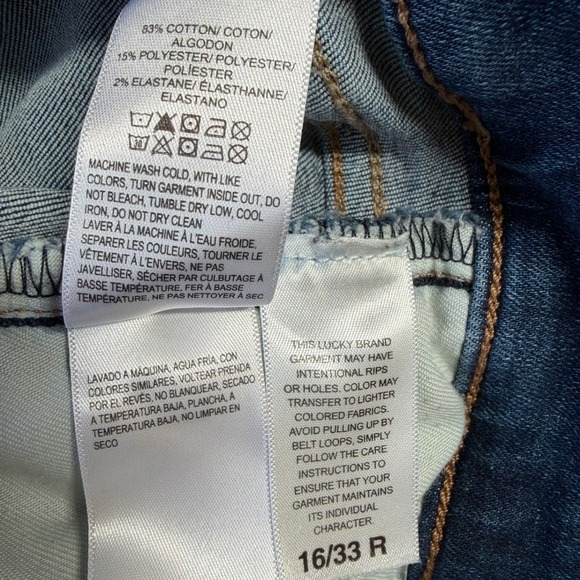 83% COTTON/ COTON/
ALGODON
15% POLYESTER/ POLYESTER/
POLÍESTER
2% ELASTANE/ ÉLASTHANNE/
ELASTANO
30
MACHINE WASH COLD, WITH LIKE
COLORS, TURN GARMENT INSIDE OUT, DO
NOT BLEACH, TUMBLE DRY LOW, COOL
IRON, DO NOT DRY CLEAN
LAVER À LA MACHINE À L'EAU FROIDE,
SEPARER LES COULEURS, TOURNER LE
VÊTEMENT À L'ENVERS, NE PAS
JAVELLISER, SÉCHER PAR CULBUTAGE À
BASSE TEMPÉRATURE, FER À BASSE
TEMPÉRATURE, NE PAS NETTOYER À SEC
LAVADO A MÁQUINA, AGUA FRÍA, CON
COLORES SIMILARES, VOLTEAR PRENDA
POR EL REVÉS, NO BLANQUEAR, SECADO
A TEMPERATURA BAJA, PLANCHA, A
TEMPERATURA BAJA, NO LIMPIAR EN
SECO
THIS LUCKY BRAND
GARMENT MAY HAVE
INTENTIONAL RIPS
OR HOLES. COLOR MAY
TRANSFER TO LIGHTER
COLORED FABRICS.
AVOID PULLING UP BY
BELT LOOPS, SIMPLY
FOLLOW THE CARE
INSTRUCTIONS TO
ENSURE THAT YOUR
GARMENT MAINTAINS
ITS INDIVIDUAL
CHARACTER.
16/33 R